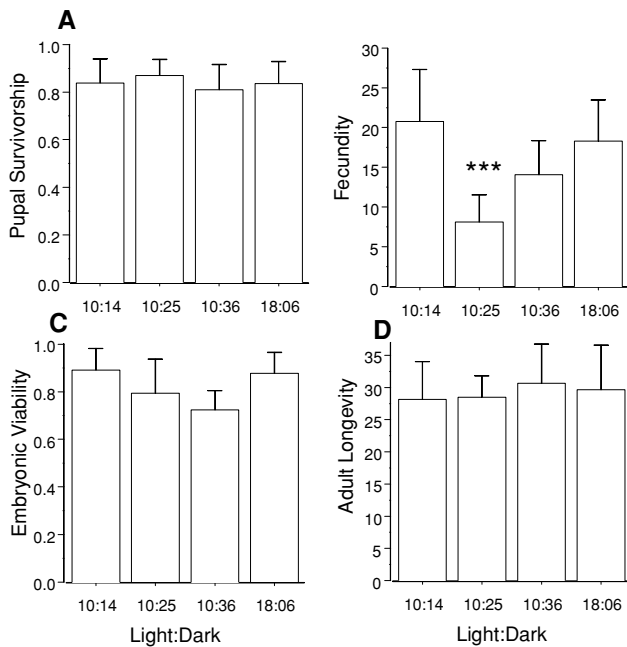 A
Pupal Survivorship
1.0
0.8
0.6
0.4
0.2
0.0
10:14 10:25 10:36 18:06
Fecundity
30
25
20
15
10
5
0
***
10:14 10:25 10:36 18:06
C
Embryonic Viability
1.0
0.8
0.6
0.4
0.2
0.0
10:14 10:25 10:36 18:06
Light:Dark
D
Adult Longevity
35
30
25
20
15
10
5
0
10:14 10:25 10:36 18:06
Light:Dark